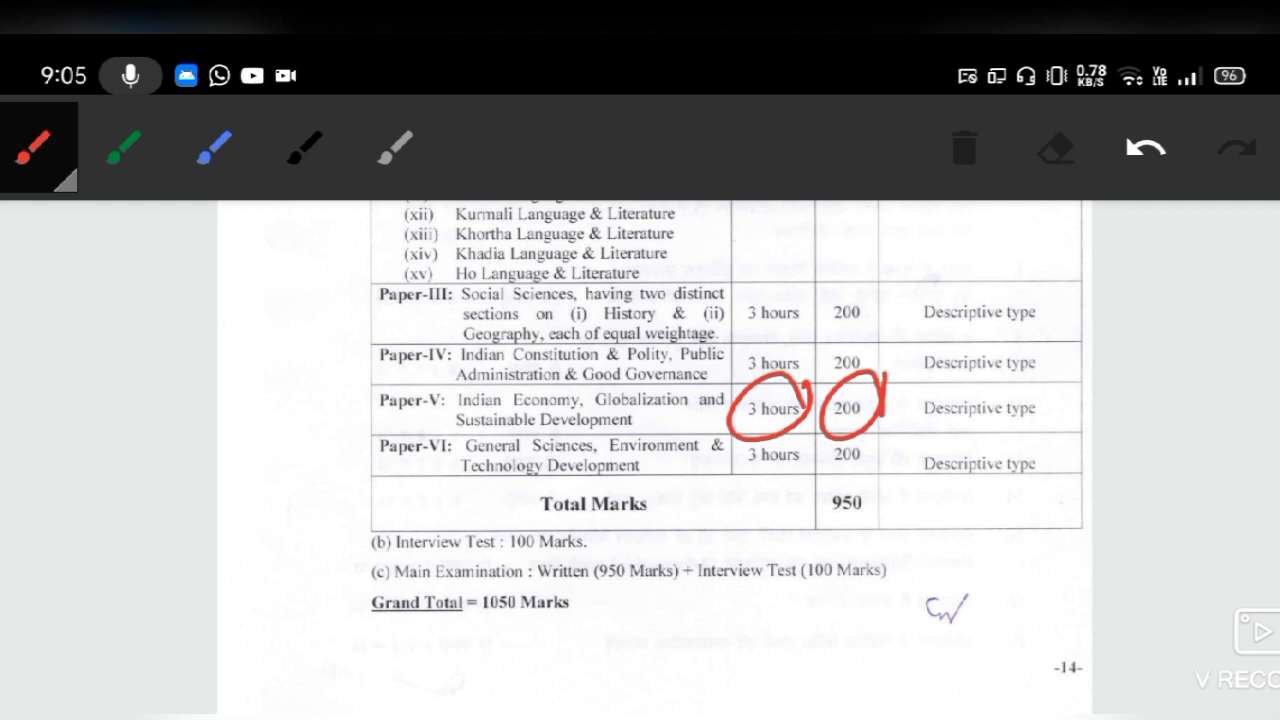 9:05
0.78
KB/S
Vo
LTE
96
(xii) Kurmali Language & Literature
(xiii) Khortha Language & Literature
(xiv) Khadia Language & Literature
(xv) Ho Language & Literature
Paper-III: Social Sciences, having two distinct
sections on (i) History & (ii)
Geography, each of equal weightage.
3 hours 200 Descriptive type
Paper-IV: Indian Constitution & Polity, Public
Administration & Good Governance
3 hours 200 Descriptive type
Paper-V: Indian Economy, Globalization and
Sustainable Development
3 hours 200 Descriptive type
Paper-VI: General Sciences, Environment &
Technology Development
3 hours 200 Descriptive type
Total Marks 950
(b) Interview Test : 100 Marks.
(c) Main Examination : Written (950 Marks) + Interview Test (100 Marks)
Grand Total = 1050 Marks
-14-
V RECO